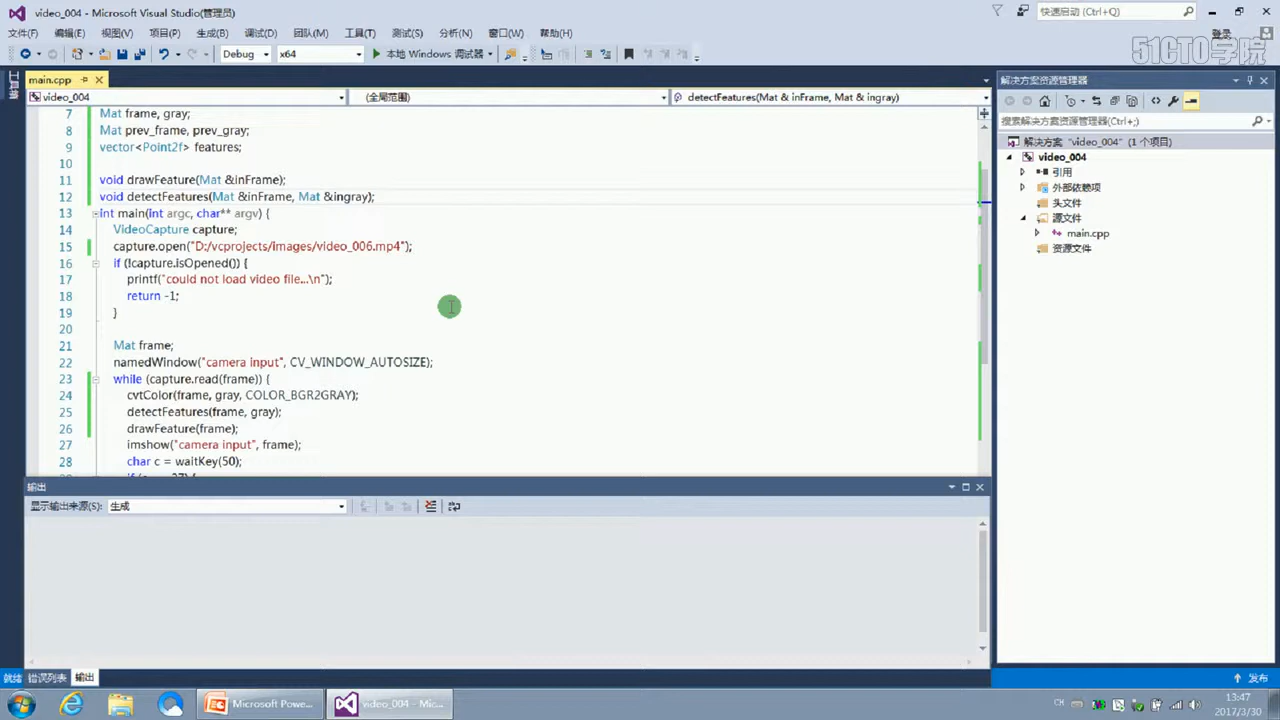 video_004 - Microsoft Visual Studio(管理员)
快速启动 (Ctrl+Q)
文件(F) 编辑(E) 视图(V) 项目(P) 生成(B) 调试(D) 团队(M) 工具(T) 测试(S) 分析(N) 窗口(W) 帮助(H)
登录
51CTO学院
Debug x64 本地 Windows 调试器
工具箱
main.cpp
video_004 (全局范围) detectFeatures(Mat & inFrame, Mat & ingray)
7 Mat frame, gray;
8 Mat prev_frame, prev_gray;
9 vector<Point2f> features;
10
11 void drawFeature(Mat &inFrame);
12 void detectFeatures(Mat &inFrame, Mat &ingray);
13 int main(int argc, char** argv) {
14 VideoCapture capture;
15 capture.open("D:/vcprojects/images/video_006.mp4");
16 if (!capture.isOpened()) {
17 printf("could not load video file...\n");
18 return -1;
19 }
20
21 Mat frame;
22 namedWindow("camera input", CV_WINDOW_AUTOSIZE);
23 while (capture.read(frame)) {
24 cvtColor(frame, gray, COLOR_BGR2GRAY);
25 detectFeatures(frame, gray);
26 drawFeature(frame);
27 imshow("camera input", frame);
28 char c = waitKey(50);
解决方案资源管理器
搜索解决方案资源管理器(Ctrl+;)
解决方案 "video_004" (1 个项目)
video_004
引用
外部依赖项
头文件
源文件
main.cpp
资源文件
输出
显示输出来源(S): 生成
错误列表 输出
就绪
发布
Microsoft Powe...
video_004 - Mic...
CH
13:47
2017/3/30